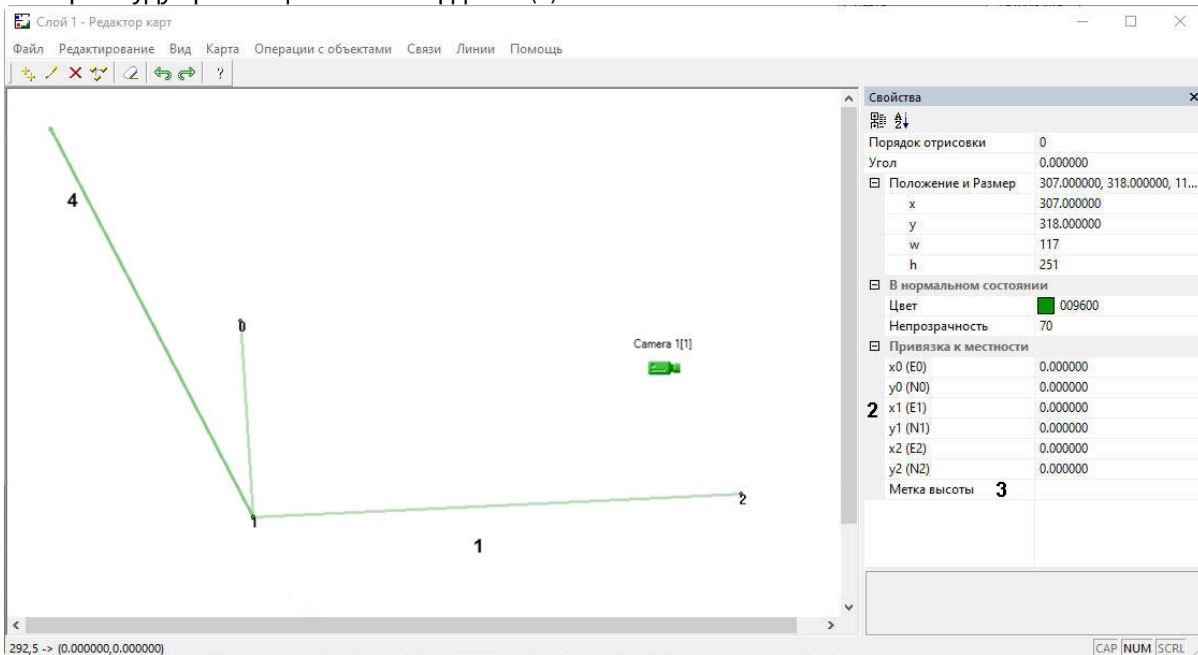 Слой 1 - Редактор карт
Файл Редактирование Вид Карта Операции с объектами Связи Линии Помощь
?
4
0
Camera 1[1]
1
2
1
Свойства
Порядок отрисовки 0
Угол 0.000000
Положение и Размер 307.000000, 318.000000, 11...
x 307.000000
y 318.000000
w 117
h 251
В нормальном состоянии
Цвет 009600
Непрозрачность 70
Привязка к местности
x0 (E0) 0.000000
y0 (N0) 0.000000
2 x1 (E1) 0.000000
y1 (N1) 0.000000
x2 (E2) 0.000000
y2 (N2) 0.000000
Метка высоты 3
292,5 -> (0.000000,0.000000)
CAP NUM SCRL